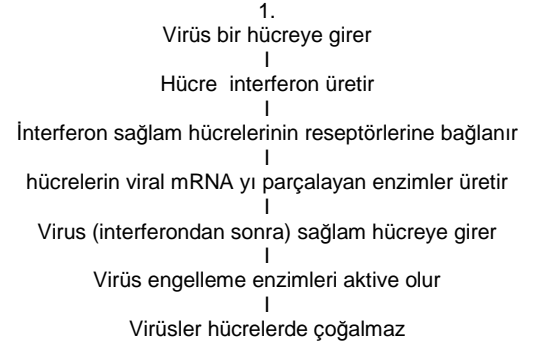 1.
Virüs bir hücreye girer
I
Hücre interferon üretir
I
İnterferon sağlam hücrelerinin reseptörlerine bağlanır
I
hücrelerin viral mRNA yı parçalayan enzimler üretir
I
Virus (interferondan sonra) sağlam hücreye girer
I
Virüs engelleme enzimleri aktive olur
I
Virüsler hücrelerde çoğalmaz